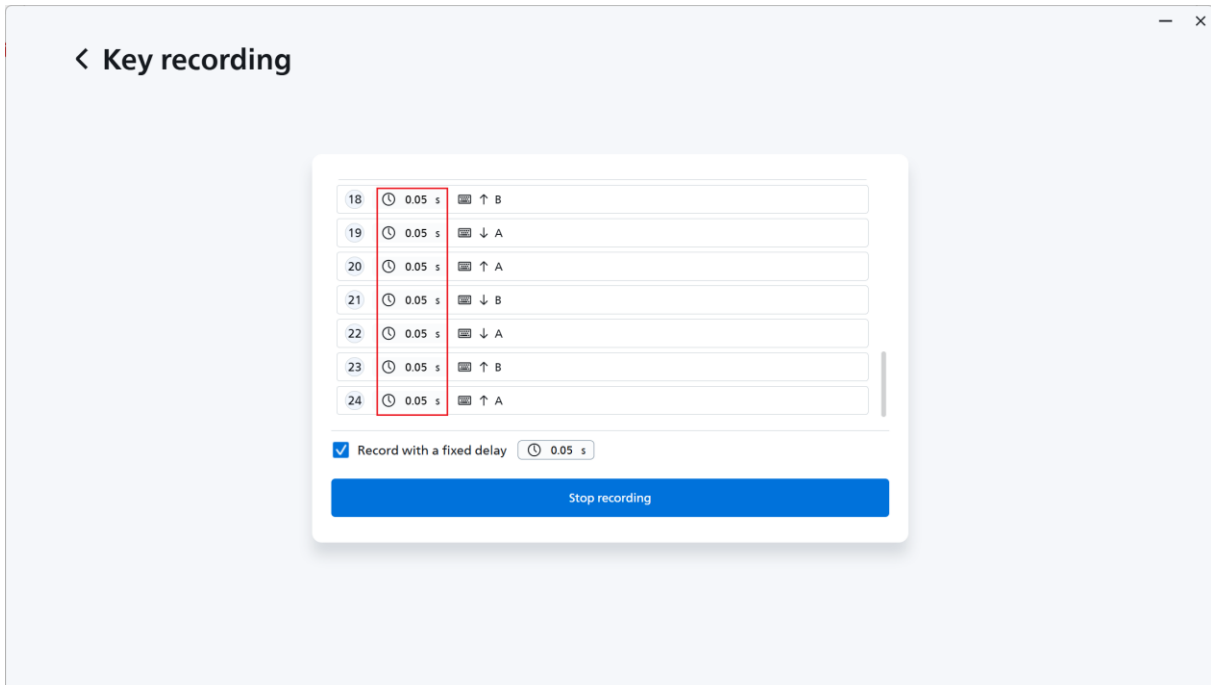 Key recording
18 0.05 s ↑ B
19 0.05 s ↓ A
20 0.05 s ↑ A
21 0.05 s ↓ B
22 0.05 s ↓ A
23 0.05 s ↑ B
24 0.05 s ↑ A
Record with a fixed delay 0.05 s
Stop recording